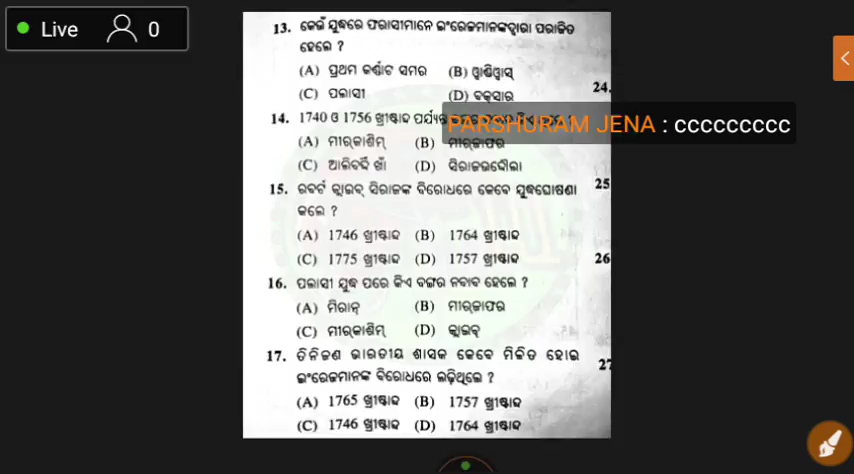 Live 0
13. କେଉଁ ଯୁଦ୍ଧରେ ଫରାସୀମାନେ ଇଂରେଜମାନଙ୍କଦ୍ୱାରା ପରାଜିତ
ହେଲେ ?
(A) ପ୍ରଥମ କର୍ଣ୍ଣାଟ ସମର (B) ୱାଣ୍ଡିୱାସ୍
(C) ପଲାସୀ (D) ବକ୍ସାର
24.
14. 1740 ଓ 1756 ଖ୍ରୀଷ୍ଟାବ୍ଦ ପର୍ଯ୍ୟନ୍ତ
PARSHURAM JENA : ccccccccc
(A) ମୀର୍‌କାଶିମ୍ (B) ମୀର୍‌ଜାଫର
(C) ଆଲିବର୍ଦ୍ଦି ଖାଁ (D) ସିରାଜଉଦ୍ଦୌଲା
15. ରବର୍ଟ କ୍ଲାଇବ୍ ସିରାଜଙ୍କ ବିରୋଧରେ କେବେ ଯୁଦ୍ଧଘୋଷଣା
25
କଲେ ?
(A) 1746 ଖ୍ରୀଷ୍ଟାବ୍ଦ (B) 1764 ଖ୍ରୀଷ୍ଟାବ୍ଦ
(C) 1775 ଖ୍ରୀଷ୍ଟାବ୍ଦ (D) 1757 ଖ୍ରୀଷ୍ଟାବ୍ଦ
26
16. ପଲାସୀ ଯୁଦ୍ଧ ପରେ କିଏ ବଙ୍ଗର ନବାବ ହେଲେ ?
(A) ମିରାନ୍ (B) ମୀର୍‌ଜାଫର
(C) ମୀର୍‌କାଶିମ୍ (D) କ୍ଲାଇବ୍
17. ତିନିଜଣ ଭାରତୀୟ ଶାସକ କେବେ ମିଳିତ ହୋଇ
27
ଇଂରେଜମାନଙ୍କ ବିରୋଧରେ ଲଢ଼ିଥିଲେ ?
(A) 1765 ଖ୍ରୀଷ୍ଟାବ୍ଦ (B) 1757 ଖ୍ରୀଷ୍ଟାବ୍ଦ
(C) 1746 ଖ୍ରୀଷ୍ଟାବ୍ଦ (D) 1764 ଖ୍ରୀଷ୍ଟାବ୍ଦ